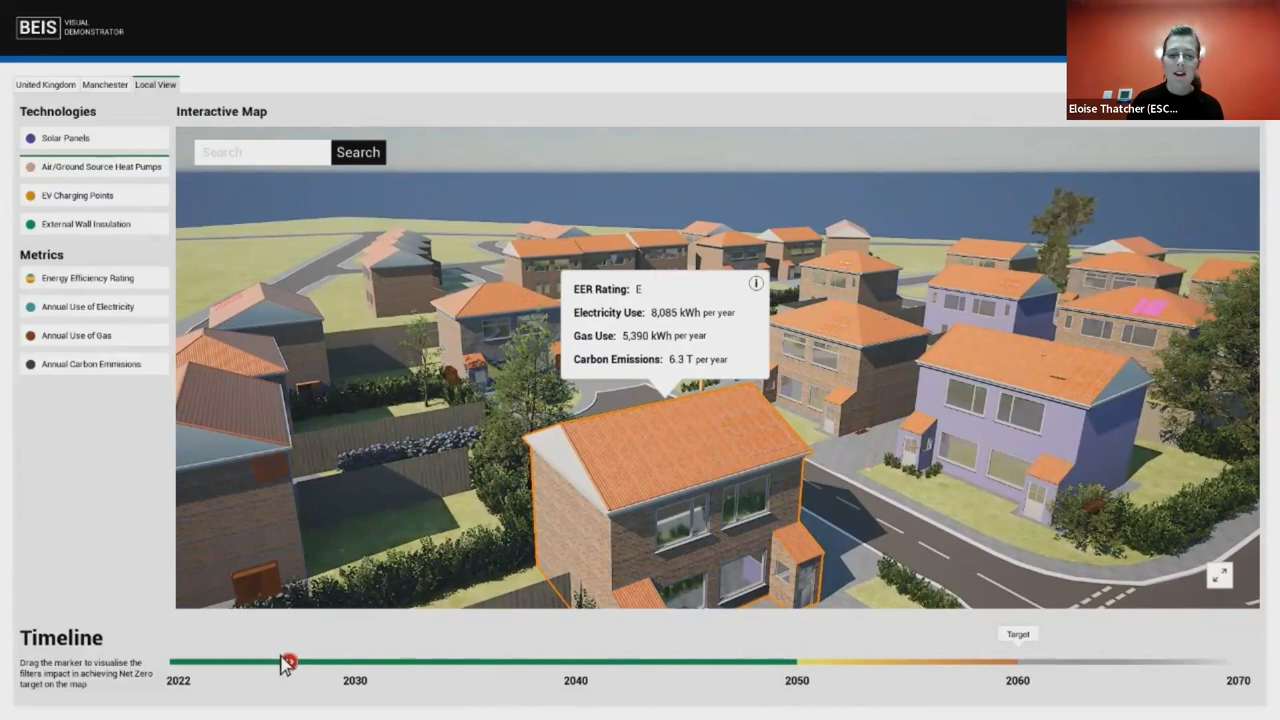 BEIS VISUAL
DEMONSTRATOR
Eloise Thatcher (ESC...
United Kingdom Manchester Local View
Technologies
Interactive Map
Solar Panels
Air/Ground Source Heat Pumps
EV Charging Points
External Wall Insulation
Metrics
Energy Efficiency Rating
Annual Use of Electricity
Annual Use of Gas
Annual Carbon Emmisions
Search Search
EER Rating: E
i
Electricity Use: 8,085 kWh per year
Gas Use: 5,390 kWh per year
Carbon Emissions: 6.3 T per year
Timeline
Drag the marker to visualise the
filters impact in achieving Net Zero
target on the map
Target
2022 2030 2040 2050 2060 2070